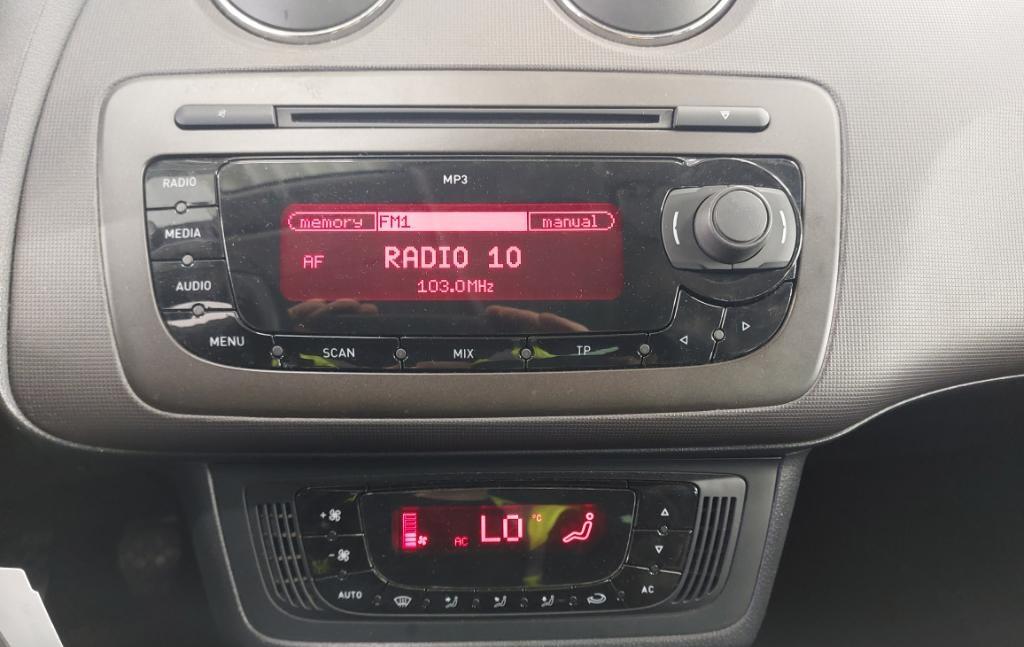 RADIO
MP3
MEDIA
memory FM1 manual
AF RADIO 10
103.0MHz
AUDIO
MENU
SCAN MIX TP
AC LO °C
AUTO
AC